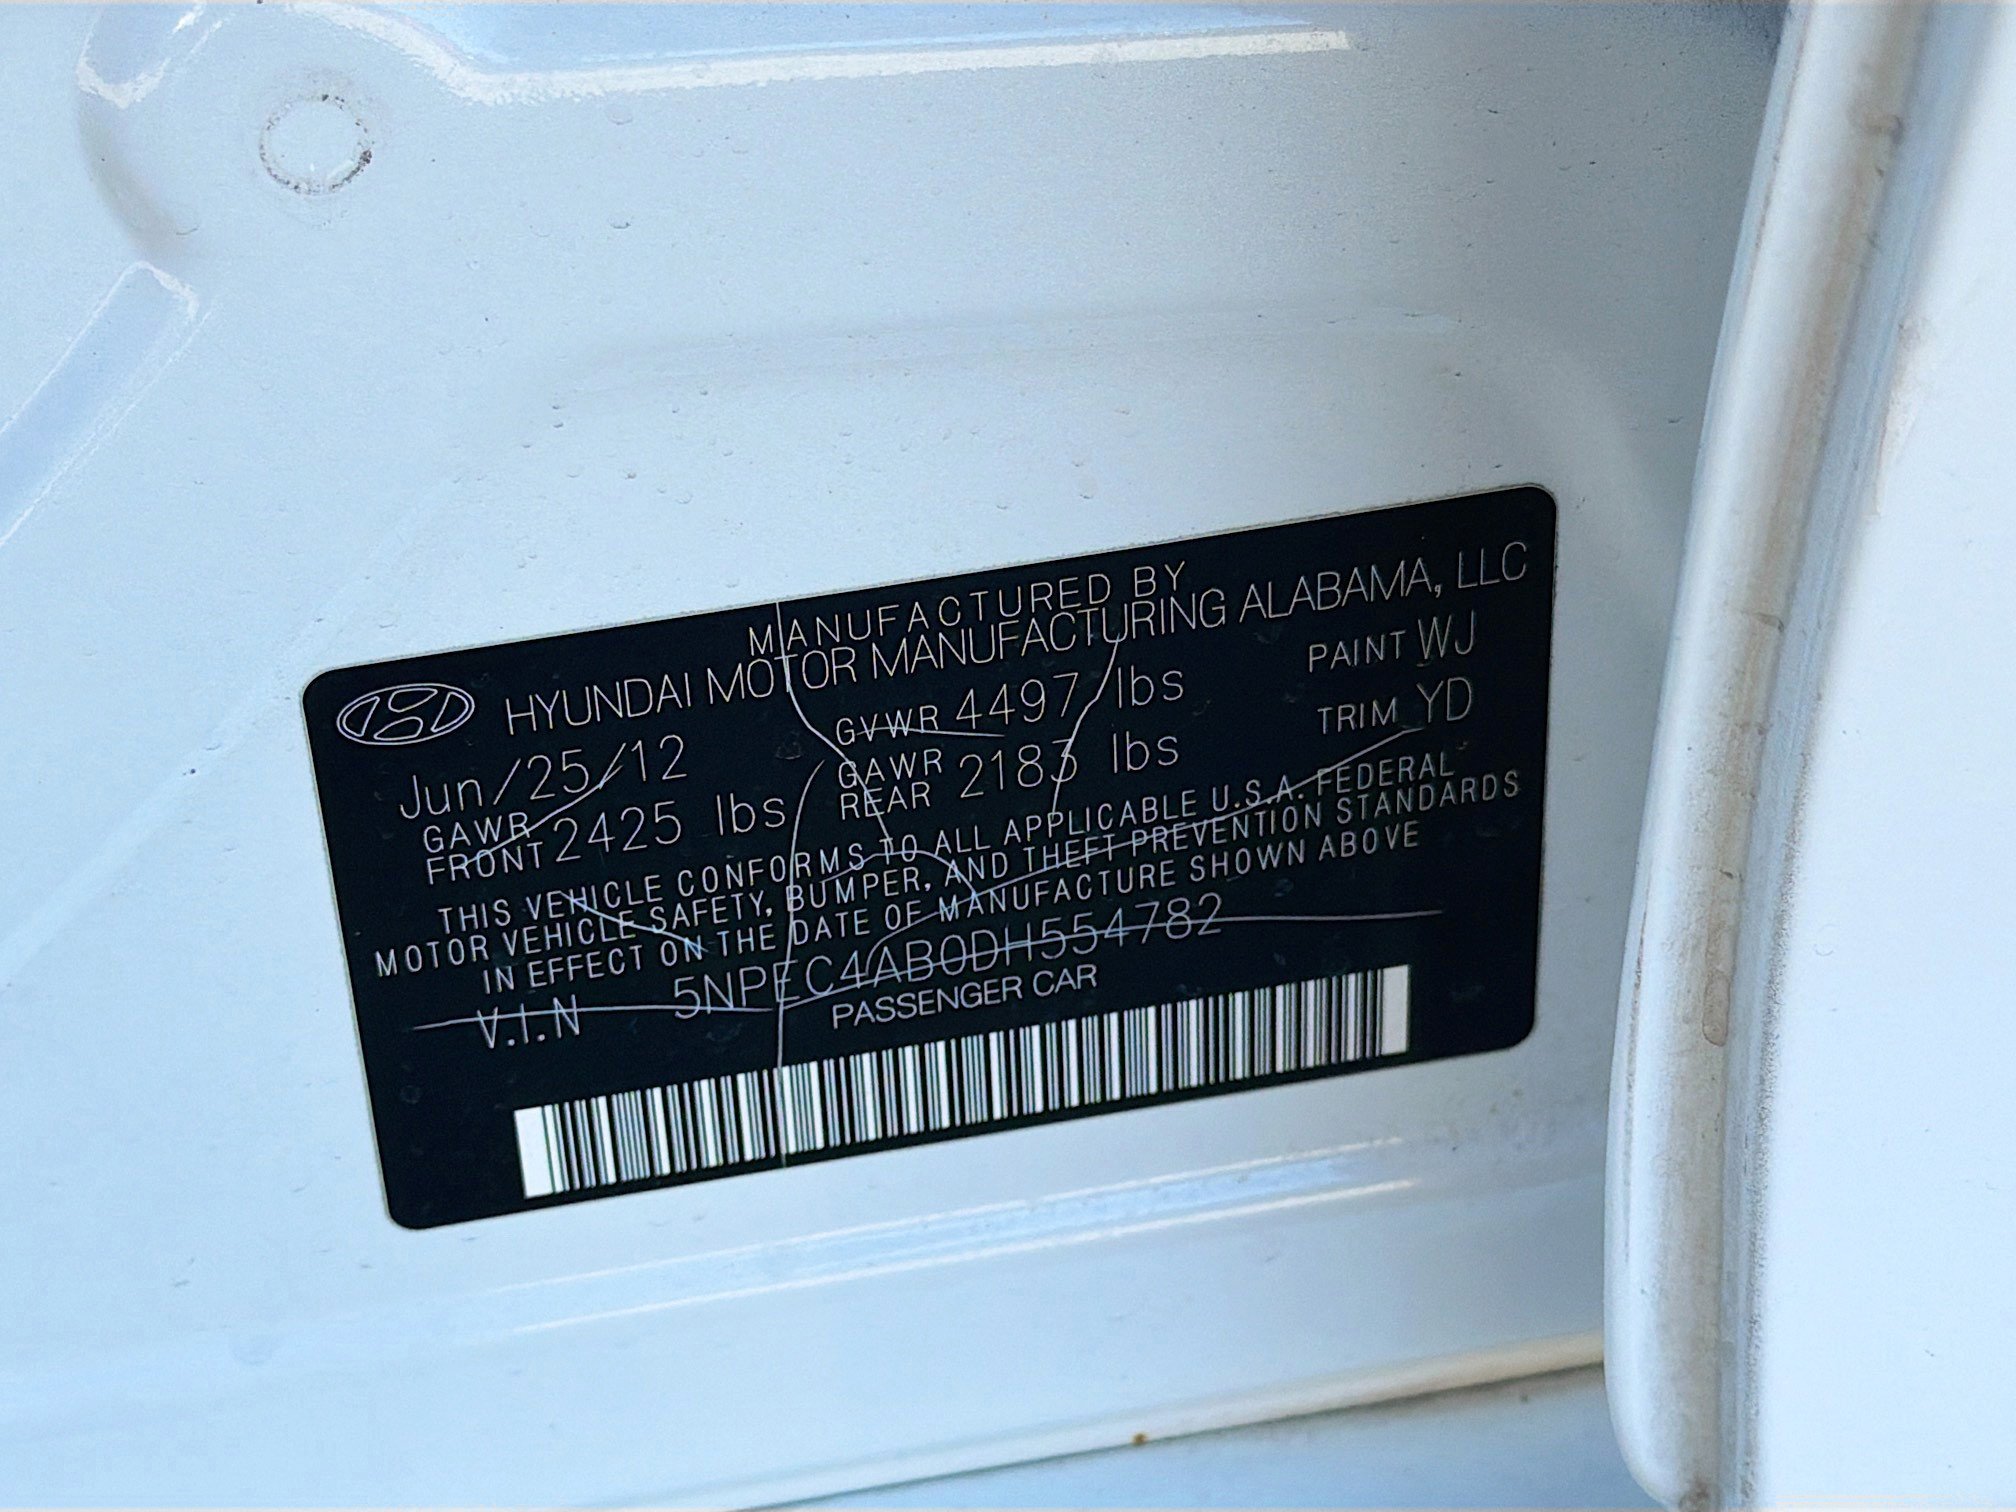 MANUFACTURED BY
HYUNDAI MOTOR MANUFACTURING ALABAMA, LLC
Jun/25/12 GVWR 4497 lbs PAINT WJ
GAWR FRONT 2425 lbs GAWR REAR 2183 lbs TRIM YD
THIS VEHICLE CONFORMS TO ALL APPLICABLE U.S.A. FEDERAL
MOTOR VEHICLE SAFETY, BUMPER, AND THEFT PREVENTION STANDARDS
IN EFFECT ON THE DATE OF MANUFACTURE SHOWN ABOVE
V.I.N 5NPEC4AB0DH554782
PASSENGER CAR